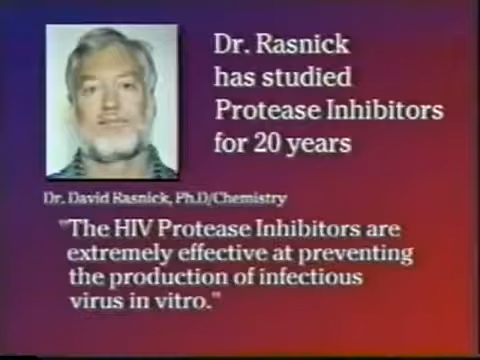 Dr. Rasnick
has studied
Protease Inhibitors
for 20 years
Dr. David Rasnick, Ph.D/Chemistry
"The HIV Protease Inhibitors are
extremely effective at preventing
the production of infectious
virus in vitro."